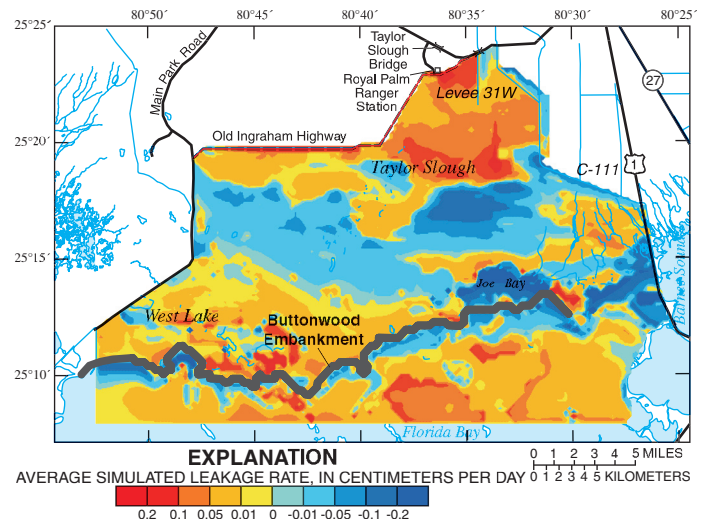 80°50' 80°45' 80°40' 80°35' 80°30' 80°25'
25°25'
25°20'
25°15'
25°10'
Main Park Road
Taylor
Slough
Bridge
Royal Palm
Ranger
Station
Levee 31W
27
Old Ingraham Highway
Taylor Slough
C-111
1
Barnes Sound
Joe Bay
West Lake
Buttonwood
Embankment
Florida Bay
EXPLANATION
AVERAGE SIMULATED LEAKAGE RATE, IN CENTIMETERS PER DAY
0.2 0.1 0.05 0.01 0 -0.01 -0.05 -0.1 -0.2
0 1 2 3 4 5 MILES
0 1 2 3 4 5 KILOMETERS